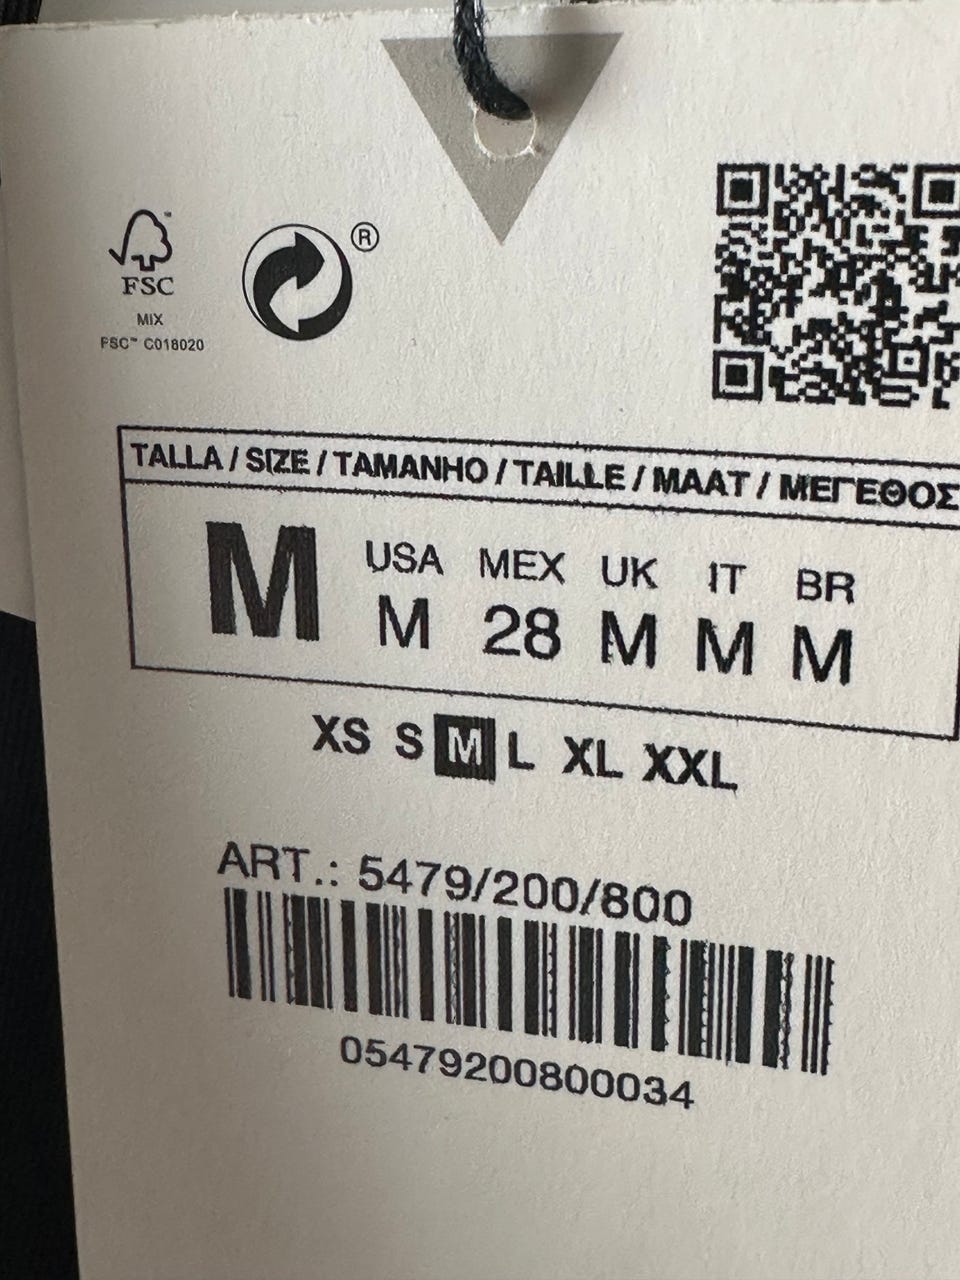 ®
FSC™
MIX
FSC™ C018020
TALLA / SIZE / TAMANHO / TAILLE / MAAT / ΜΕΓΕΘΟΣ
M
USA MEX UK IT BR
M 28 M M M
XS S M L XL XXL
ART.: 5479/200/800
05479200800034